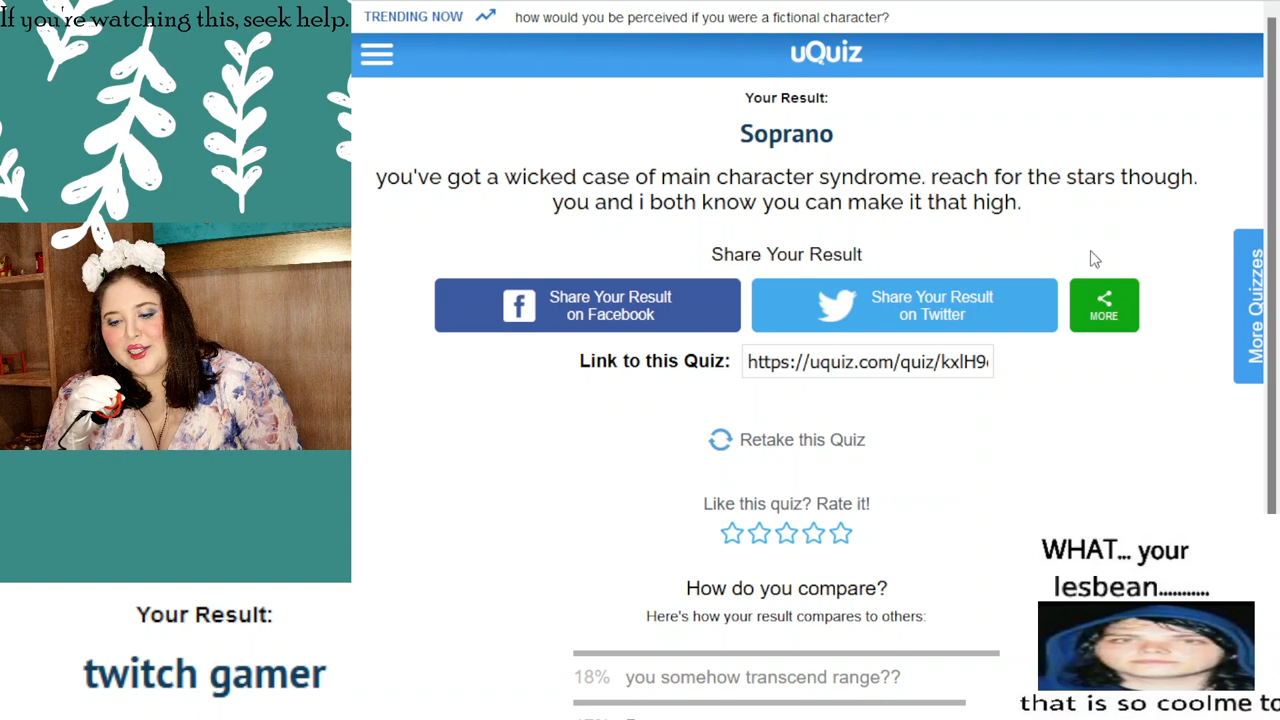 If you're watching this, seek help.
TRENDING NOW how would you be perceived if you were a fictional character?
uQuiz
Your Result:
Soprano
you've got a wicked case of main character syndrome. reach for the stars though.
you and i both know you can make it that high.
Share Your Result
Share Your Result
on Facebook
Share Your Result
on Twitter
MORE
More Quizzes
Link to this Quiz: https://uquiz.com/quiz/kxlH9
Retake this Quiz
Like this quiz? Rate it!
How do you compare?
Here's how your result compares to others:
18% you somehow transcend range??
Your Result:
twitch gamer
WHAT... your
lesbean...........
that is so coolme to